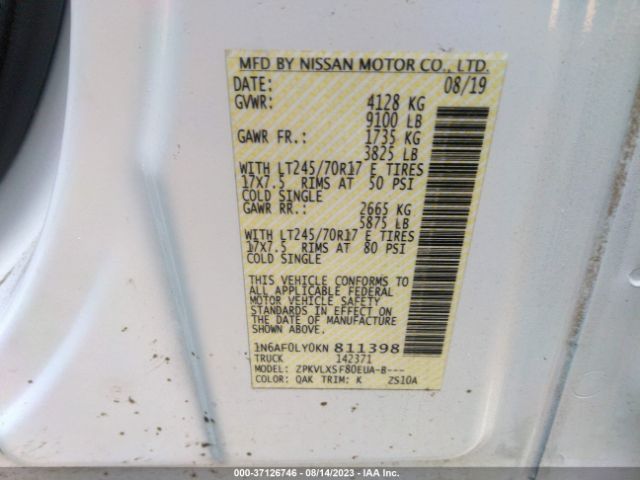 MFD BY NISSAN MOTOR CO., LTD.
DATE: 08/19
GVWR: 4128 KG
9100 LB
GAWR FR.: 1735 KG
3825 LB
WITH LT245/70R17 E TIRES
17X7.5 RIMS AT 50 PSI
COLD SINGLE
GAWR RR.: 2665 KG
5875 LB
WITH LT245/70R17 E TIRES
17X7.5 RIMS AT 80 PSI
COLD SINGLE
THIS VEHICLE CONFORMS TO
ALL APPLICABLE FEDERAL
MOTOR VEHICLE SAFETY
STANDARDS IN EFFECT ON
THE DATE OF MANUFACTURE
SHOWN ABOVE.
1N6AF0LY0KN 811398
TRUCK 142371
MODEL: ZPKVLXSF80EUA-B---
COLOR: QAK TRIM: K ZS10A
000-37126746 - 08/14/2023 - IAA Inc.